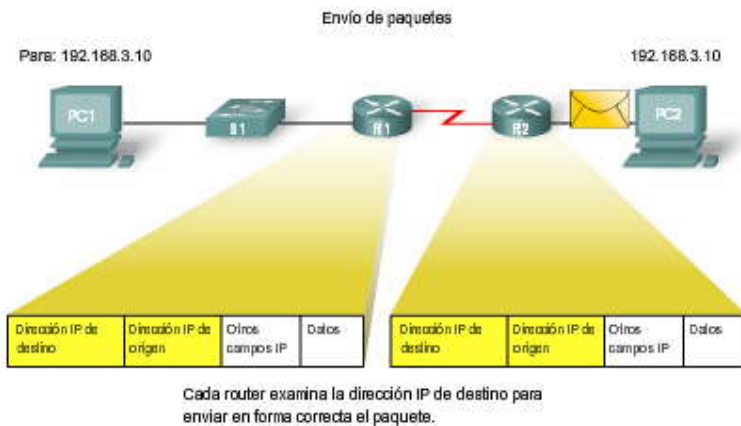 Envío de paquetes
Para: 192.168.3.10
192.168.3.10
PC1
S1
R1
R2
PC2
Dirección IP de destino
Dirección IP de origen
Otros campos IP
Datos
Dirección IP de destino
Dirección IP de origen
Otros campos IP
Datos
Cada router examina la dirección IP de destino para
enviar en forma correcta el paquete.